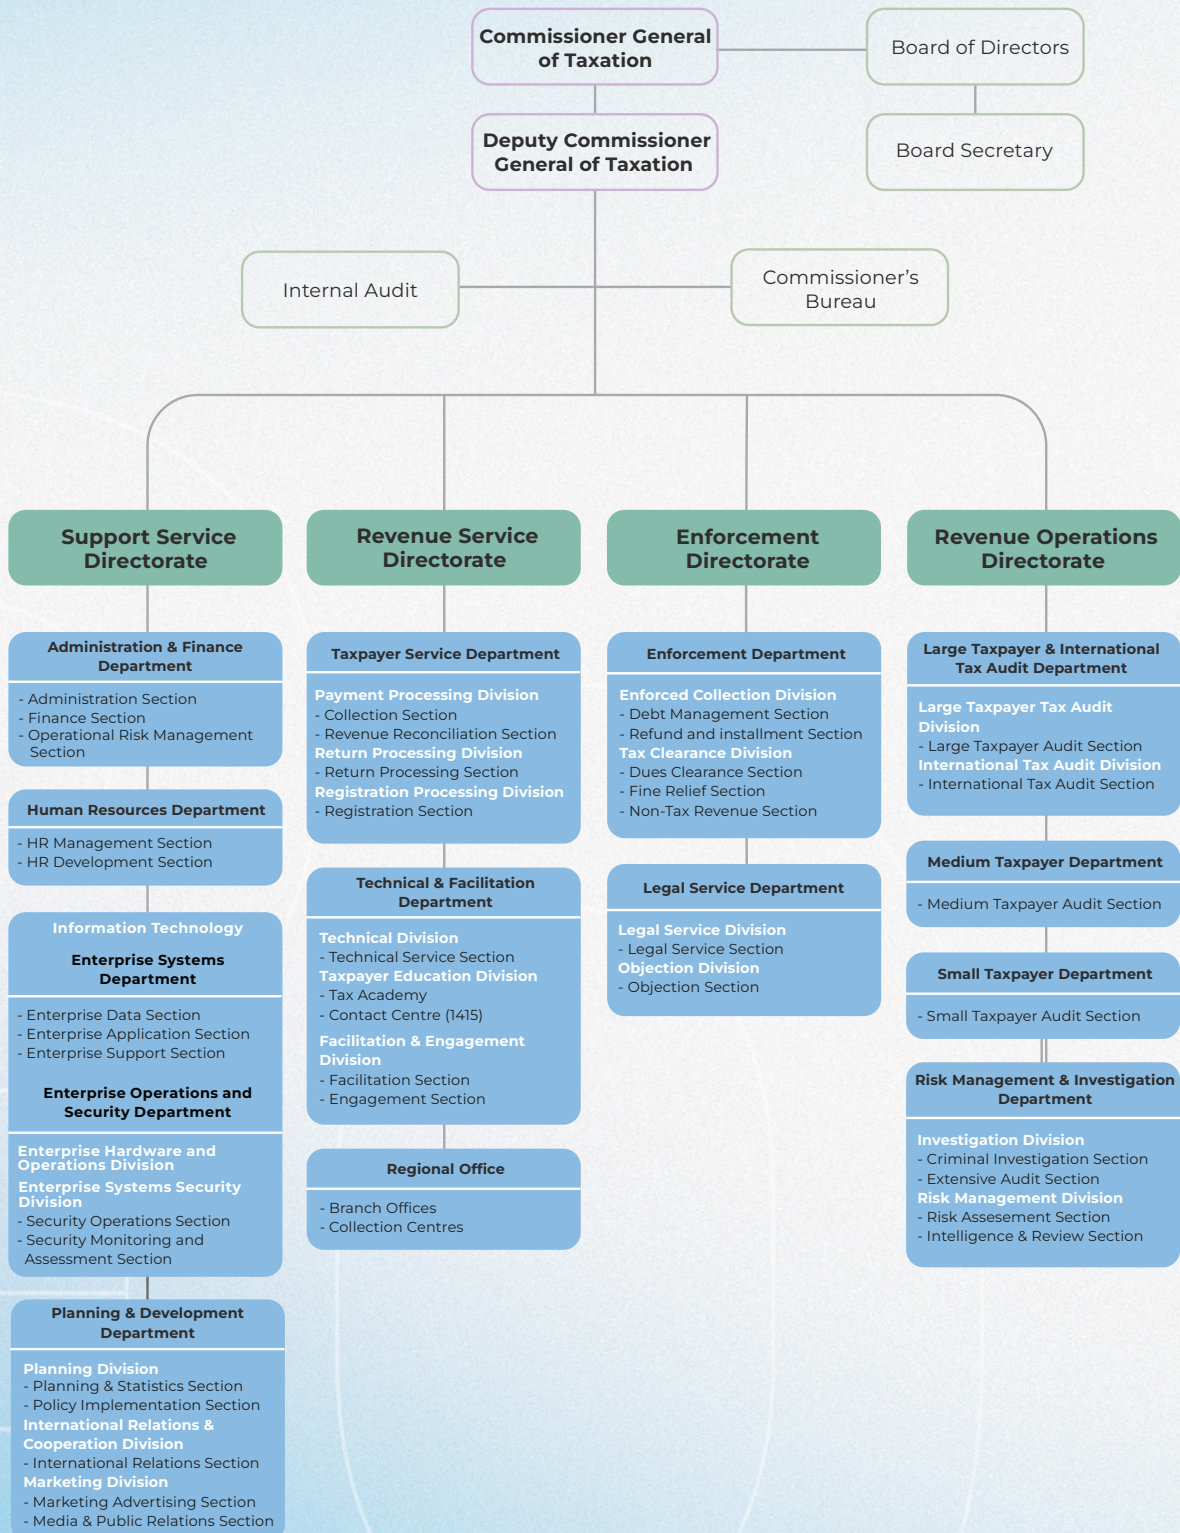 Commissioner General
of Taxation
Board of Directors
Deputy Commissioner
General of Taxation
Board Secretary
Internal Audit
Commissioner's
Bureau
Support Service
Directorate
Administration & Finance
Department
- Administration Section
- Finance Section
- Operational Risk Management
Section
Human Resources Department
- HR Management Section
- HR Development Section
Information Technology
Enterprise Systems
Department
- Enterprise Data Section
- Enterprise Application Section
- Enterprise Support Section
Enterprise Operations and
Security Department
Enterprise Hardware and
Operations Division
Enterprise Systems Security
Division
- Security Operations Section
- Security Monitoring and
Assessment Section
Planning & Development
Department
Planning Division
- Planning & Statistics Section
- Policy Implementation Section
International Relations &
Cooperation Division
- International Relations Section
Marketing Division
- Marketing Advertising Section
- Media & Public Relations Section
Revenue Service
Directorate
Taxpayer Service Department
Payment Processing Division
- Collection Section
- Revenue Reconciliation Section
Return Processing Division
- Return Processing Section
Registration Processing Division
- Registration Section
Technical & Facilitation
Department
Technical Division
- Technical Service Section
Taxpayer Education Division
- Tax Academy
- Contact Centre (1415)
Facilitation & Engagement
Division
- Facilitation Section
- Engagement Section
Regional Office
- Branch Offices
- Collection Centres
Enforcement
Directorate
Enforcement Department
Enforced Collection Division
- Debt Management Section
- Refund and installment Section
Tax Clearance Division
- Dues Clearance Section
- Fine Relief Section
- Non-Tax Revenue Section
Legal Service Department
Legal Service Division
- Legal Service Section
Objection Division
- Objection Section
Revenue Operations
Directorate
Large Taxpayer & International
Tax Audit Department
Large Taxpayer Tax Audit
Division
- Large Taxpayer Audit Section
International Tax Audit Division
- International Tax Audit Section
Medium Taxpayer Department
- Medium Taxpayer Audit Section
Small Taxpayer Department
- Small Taxpayer Audit Section
Risk Management & Investigation
Department
Investigation Division
- Criminal Investigation Section
- Extensive Audit Section
Risk Management Division
- Risk Assesement Section
- Intelligence & Review Section